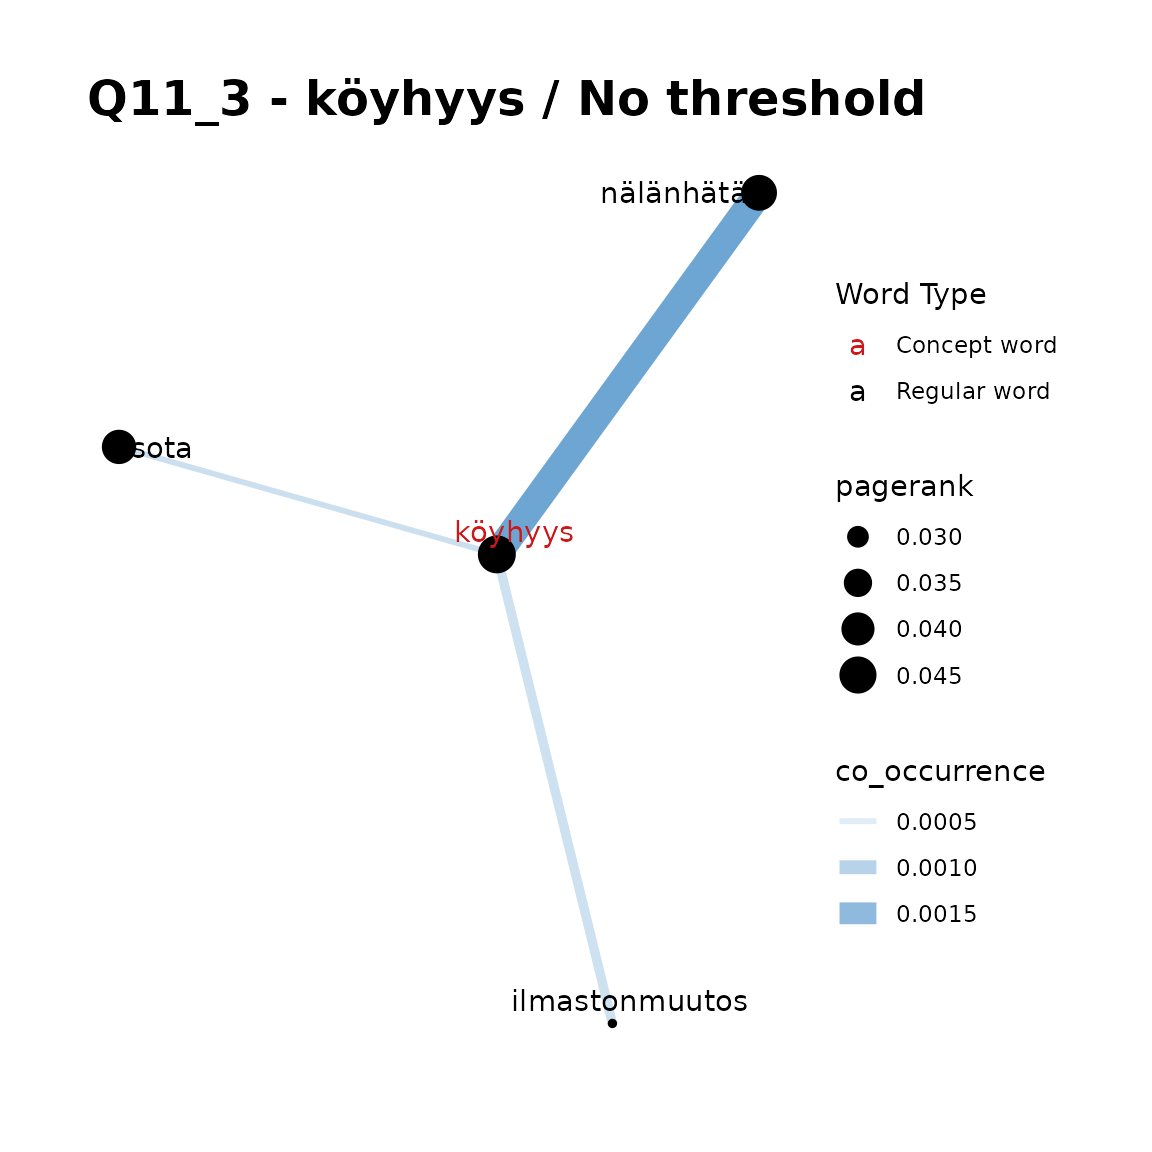 Q11_3 - köyhyys / No threshold
nälänhätä
sota
köyhyys
ilmastonmuutos
Word Type
a Concept word
a Regular word
pagerank
0.030
0.035
0.040
0.045
co_occurrence
0.0005
0.0010
0.0015